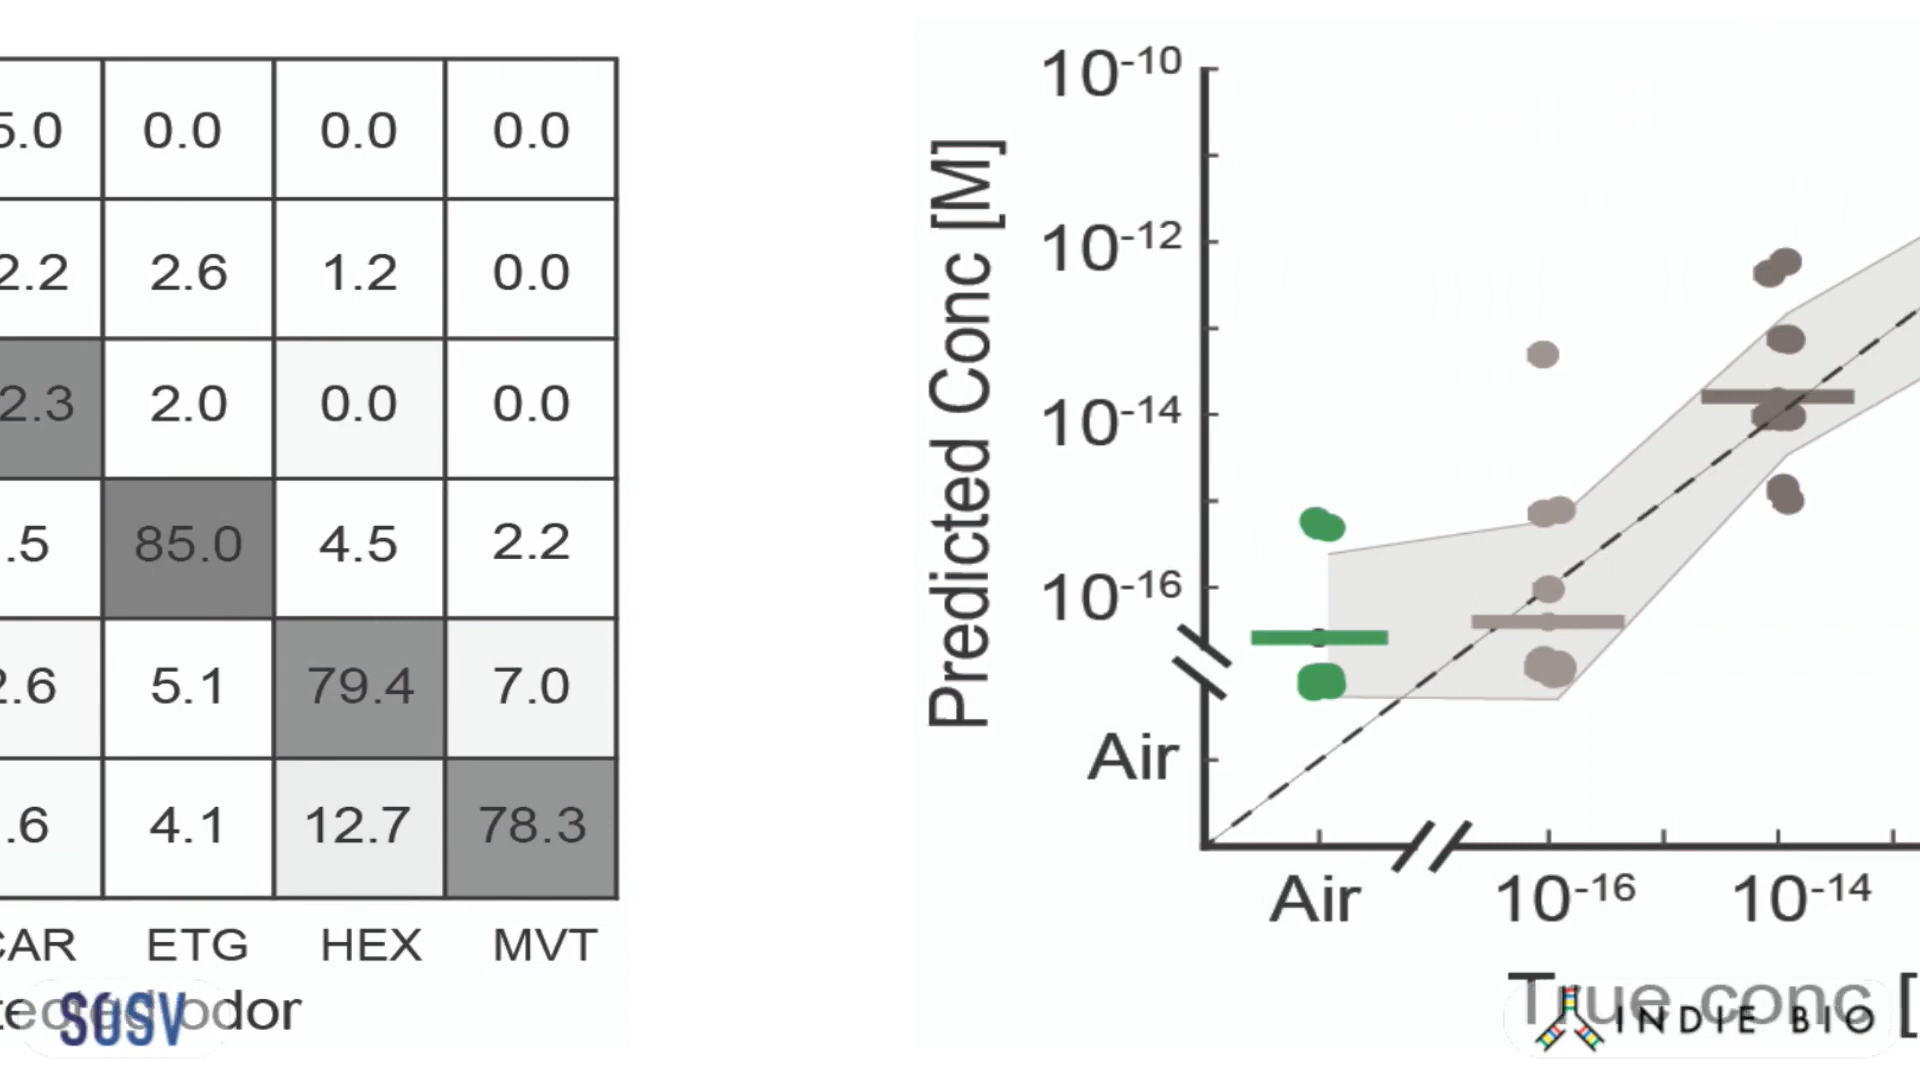 5.0 0.0 0.0 0.0
2.2 2.6 1.2 0.0
2.3 2.0 0.0 0.0
.5 85.0 4.5 2.2
2.6 5.1 79.4 7.0
.6 4.1 12.7 78.3
CAR ETG HEX MVT
odor
SOSV
Predicted Conc [M]
10-10
10-12
10-14
10-16
Air
Air 10-16 10-14
True conc [
INDIE BIO